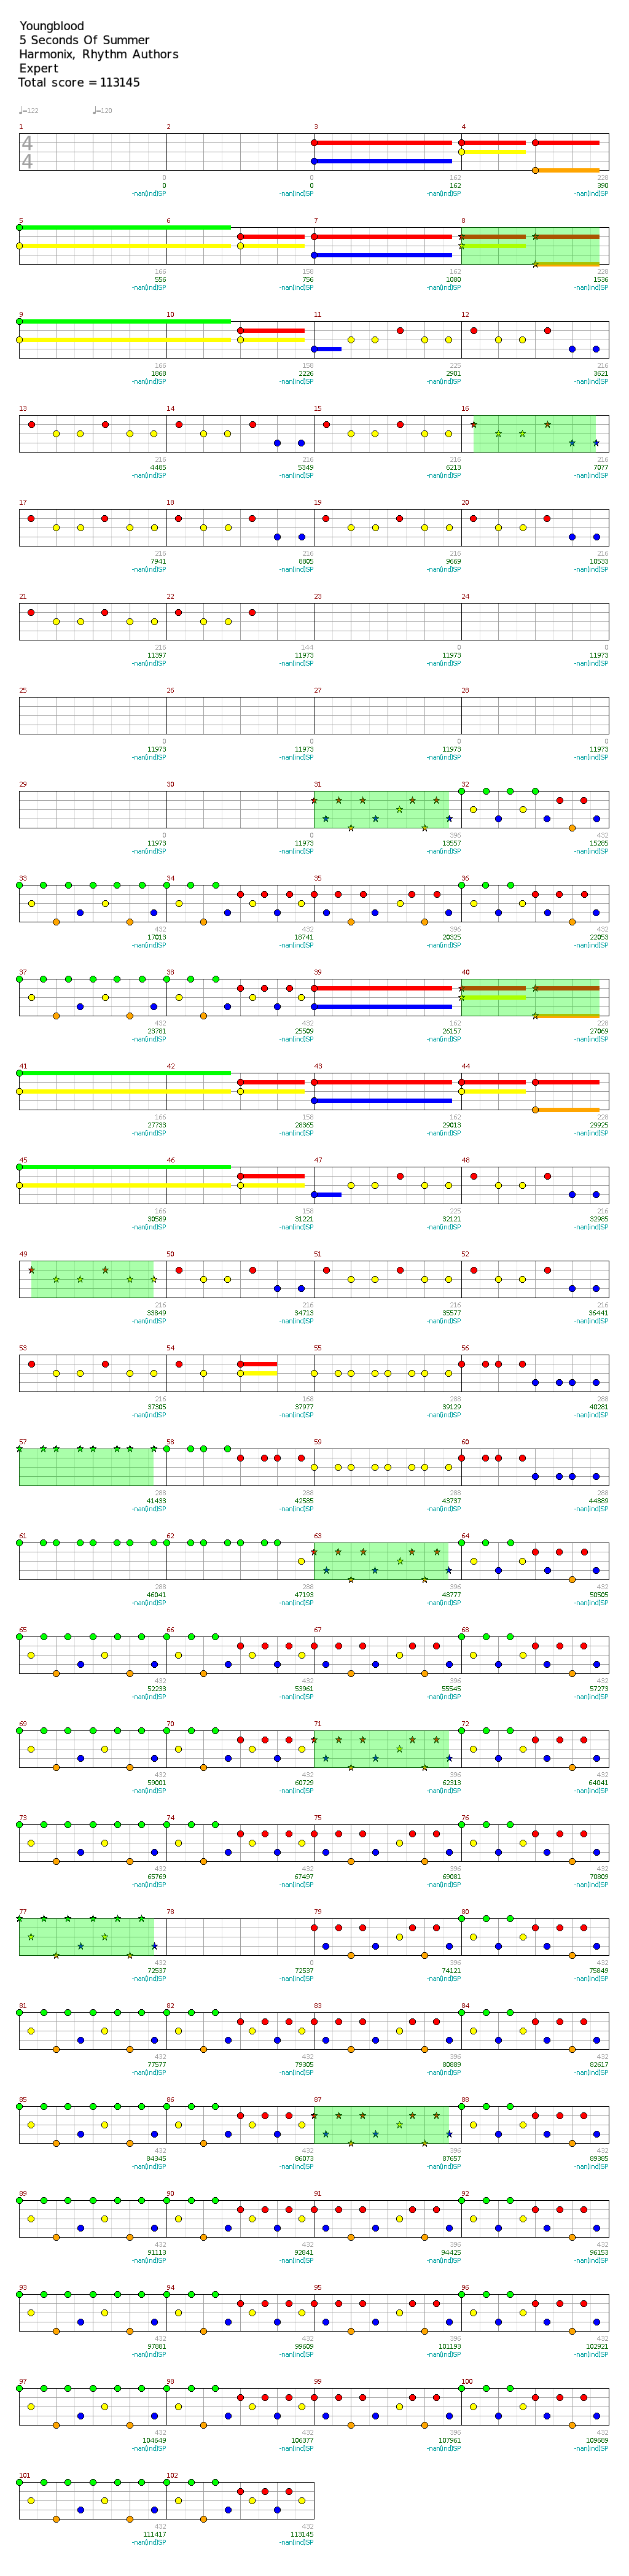 Youngblood
5 Seconds Of Summer
Harmonix, Rhythm Authors
Expert
Total score = 113145
♩=122 ♩=120
1 2 3 4
4
4
0 0 162 228
0 0 162 390
-nan(ind)SP -nan(ind)SP -nan(ind)SP -nan(ind)SP
5 6 7 8
166 158 162 228
556 756 1080 1536
-nan(ind)SP -nan(ind)SP -nan(ind)SP -nan(ind)SP
9 10 11 12
166 158 225 216
1868 2226 2901 3621
-nan(ind)SP -nan(ind)SP -nan(ind)SP -nan(ind)SP
13 14 15 16
216 216 216 216
4485 5349 6213 7077
-nan(ind)SP -nan(ind)SP -nan(ind)SP -nan(ind)SP
17 18 19 20
216 216 216 216
7941 8805 9669 10533
-nan(ind)SP -nan(ind)SP -nan(ind)SP -nan(ind)SP
21 22 23 24
216 144 0 0
11397 11973 11973 11973
-nan(ind)SP -nan(ind)SP -nan(ind)SP -nan(ind)SP
25 26 27 28
0 0 0 0
11973 11973 11973 11973
-nan(ind)SP -nan(ind)SP -nan(ind)SP -nan(ind)SP
29 30 31 32
0 0 396 432
11973 11973 13557 15285
-nan(ind)SP -nan(ind)SP -nan(ind)SP -nan(ind)SP
33 34 35 36
432 432 396 432
17013 18741 20325 22053
-nan(ind)SP -nan(ind)SP -nan(ind)SP -nan(ind)SP
37 38 39 40
432 432 162 228
23781 25509 26157 27069
-nan(ind)SP -nan(ind)SP -nan(ind)SP -nan(ind)SP
41 42 43 44
166 158 162 228
27733 28365 29013 29925
-nan(ind)SP -nan(ind)SP -nan(ind)SP -nan(ind)SP
45 46 47 48
166 158 225 216
30589 31221 32121 32985
-nan(ind)SP -nan(ind)SP -nan(ind)SP -nan(ind)SP
49 50 51 52
216 216 216 216
33849 34713 35577 36441
-nan(ind)SP -nan(ind)SP -nan(ind)SP -nan(ind)SP
53 54 55 56
216 168 288 288
37305 37977 39129 40281
-nan(ind)SP -nan(ind)SP -nan(ind)SP -nan(ind)SP
57 58 59 60
288 288 288 288
41433 42585 43737 44889
-nan(ind)SP -nan(ind)SP -nan(ind)SP -nan(ind)SP
61 62 63 64
288 288 396 432
46041 47193 48777 50505
-nan(ind)SP -nan(ind)SP -nan(ind)SP -nan(ind)SP
65 66 67 68
432 432 396 432
52233 53961 55545 57273
-nan(ind)SP -nan(ind)SP -nan(ind)SP -nan(ind)SP
69 70 71 72
432 432 396 432
59001 60729 62313 64041
-nan(ind)SP -nan(ind)SP -nan(ind)SP -nan(ind)SP
73 74 75 76
432 432 396 432
65769 67497 69081 70809
-nan(ind)SP -nan(ind)SP -nan(ind)SP -nan(ind)SP
77 78 79 80
432 0 396 432
72537 72537 74121 75849
-nan(ind)SP -nan(ind)SP -nan(ind)SP -nan(ind)SP
81 82 83 84
432 432 396 432
77577 79305 80889 82617
-nan(ind)SP -nan(ind)SP -nan(ind)SP -nan(ind)SP
85 86 87 88
432 432 396 432
84345 86073 87657 89385
-nan(ind)SP -nan(ind)SP -nan(ind)SP -nan(ind)SP
89 90 91 92
432 432 396 432
91113 92841 94425 96153
-nan(ind)SP -nan(ind)SP -nan(ind)SP -nan(ind)SP
93 94 95 96
432 432 396 432
97881 99609 101193 102921
-nan(ind)SP -nan(ind)SP -nan(ind)SP -nan(ind)SP
97 98 99 100
432 432 396 432
104649 106377 107961 109689
-nan(ind)SP -nan(ind)SP -nan(ind)SP -nan(ind)SP
101 102
432 432
111417 113145
-nan(ind)SP -nan(ind)SP